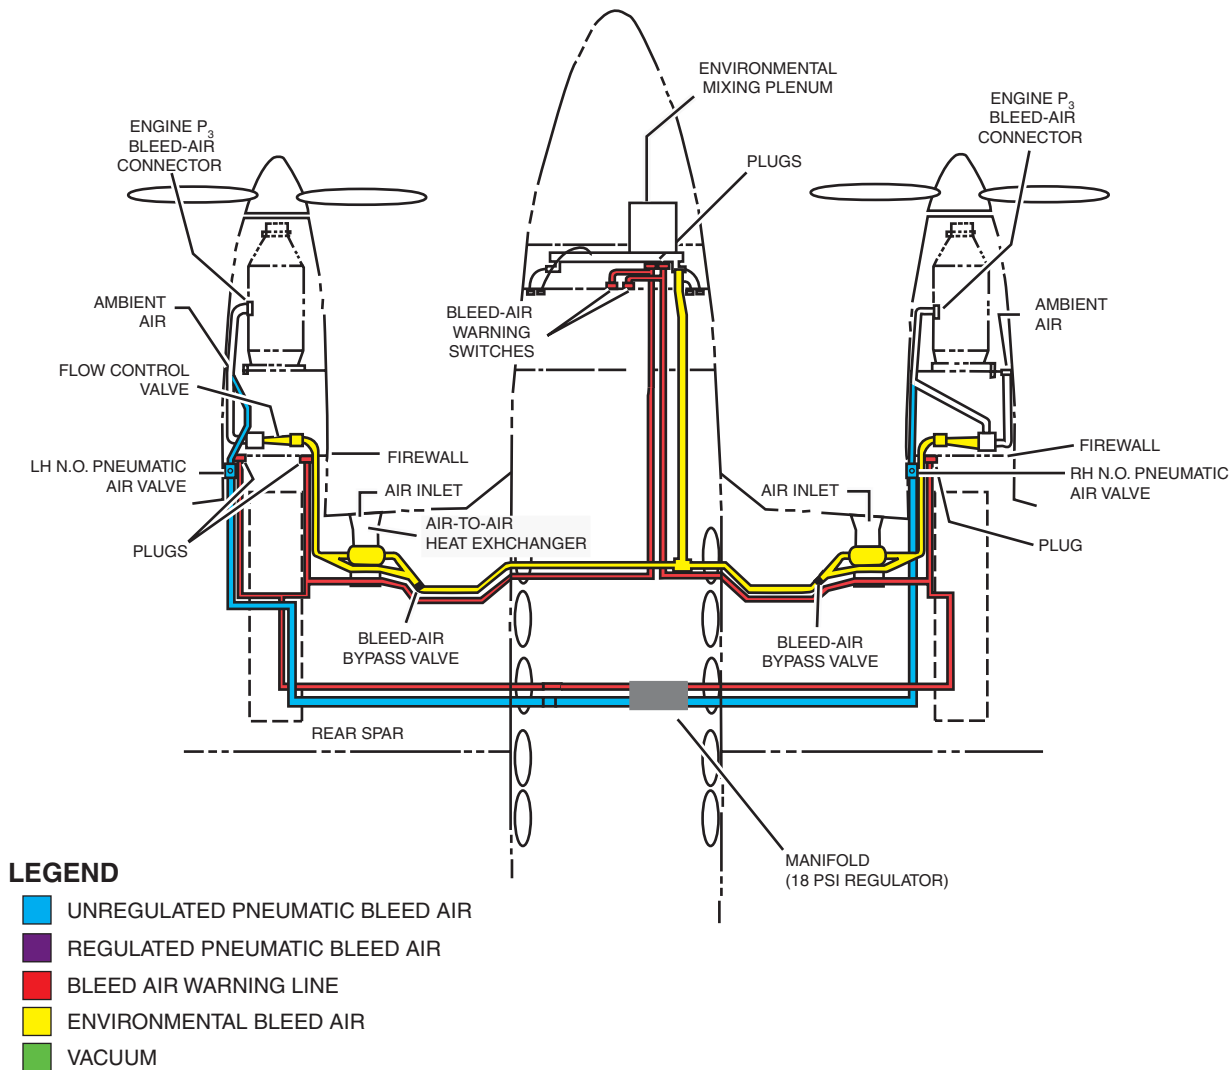 ENVIRONMENTAL
MIXING PLENUM
ENGINE P3
BLEED-AIR
CONNECTOR
ENGINE P3
BLEED-AIR
CONNECTOR
PLUGS
AMBIENT
AIR
BLEED-AIR
WARNING
SWITCHES
AMBIENT
AIR
FLOW CONTROL
VALVE
FIREWALL
FIREWALL
LH N.O. PNEUMATIC
AIR VALVE
RH N.O. PNEUMATIC
AIR VALVE
AIR INLET
AIR INLET
AIR-TO-AIR
HEAT EXHCHANGER
PLUGS
PLUG
BLEED-AIR
BYPASS VALVE
BLEED-AIR
BYPASS VALVE
REAR SPAR
MANIFOLD
(18 PSI REGULATOR)
LEGEND
UNREGULATED PNEUMATIC BLEED AIR
REGULATED PNEUMATIC BLEED AIR
BLEED AIR WARNING LINE
ENVIRONMENTAL BLEED AIR
VACUUM